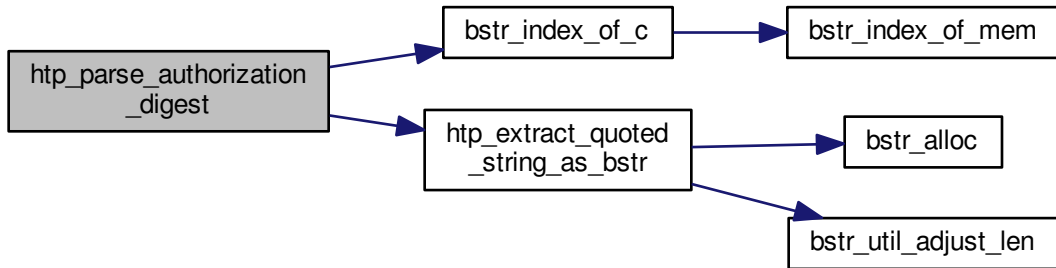 htp_parse_authorization
_digest
bstr_index_of_c
bstr_index_of_mem
htp_extract_quoted
_string_as_bstr
bstr_alloc
bstr_util_adjust_len